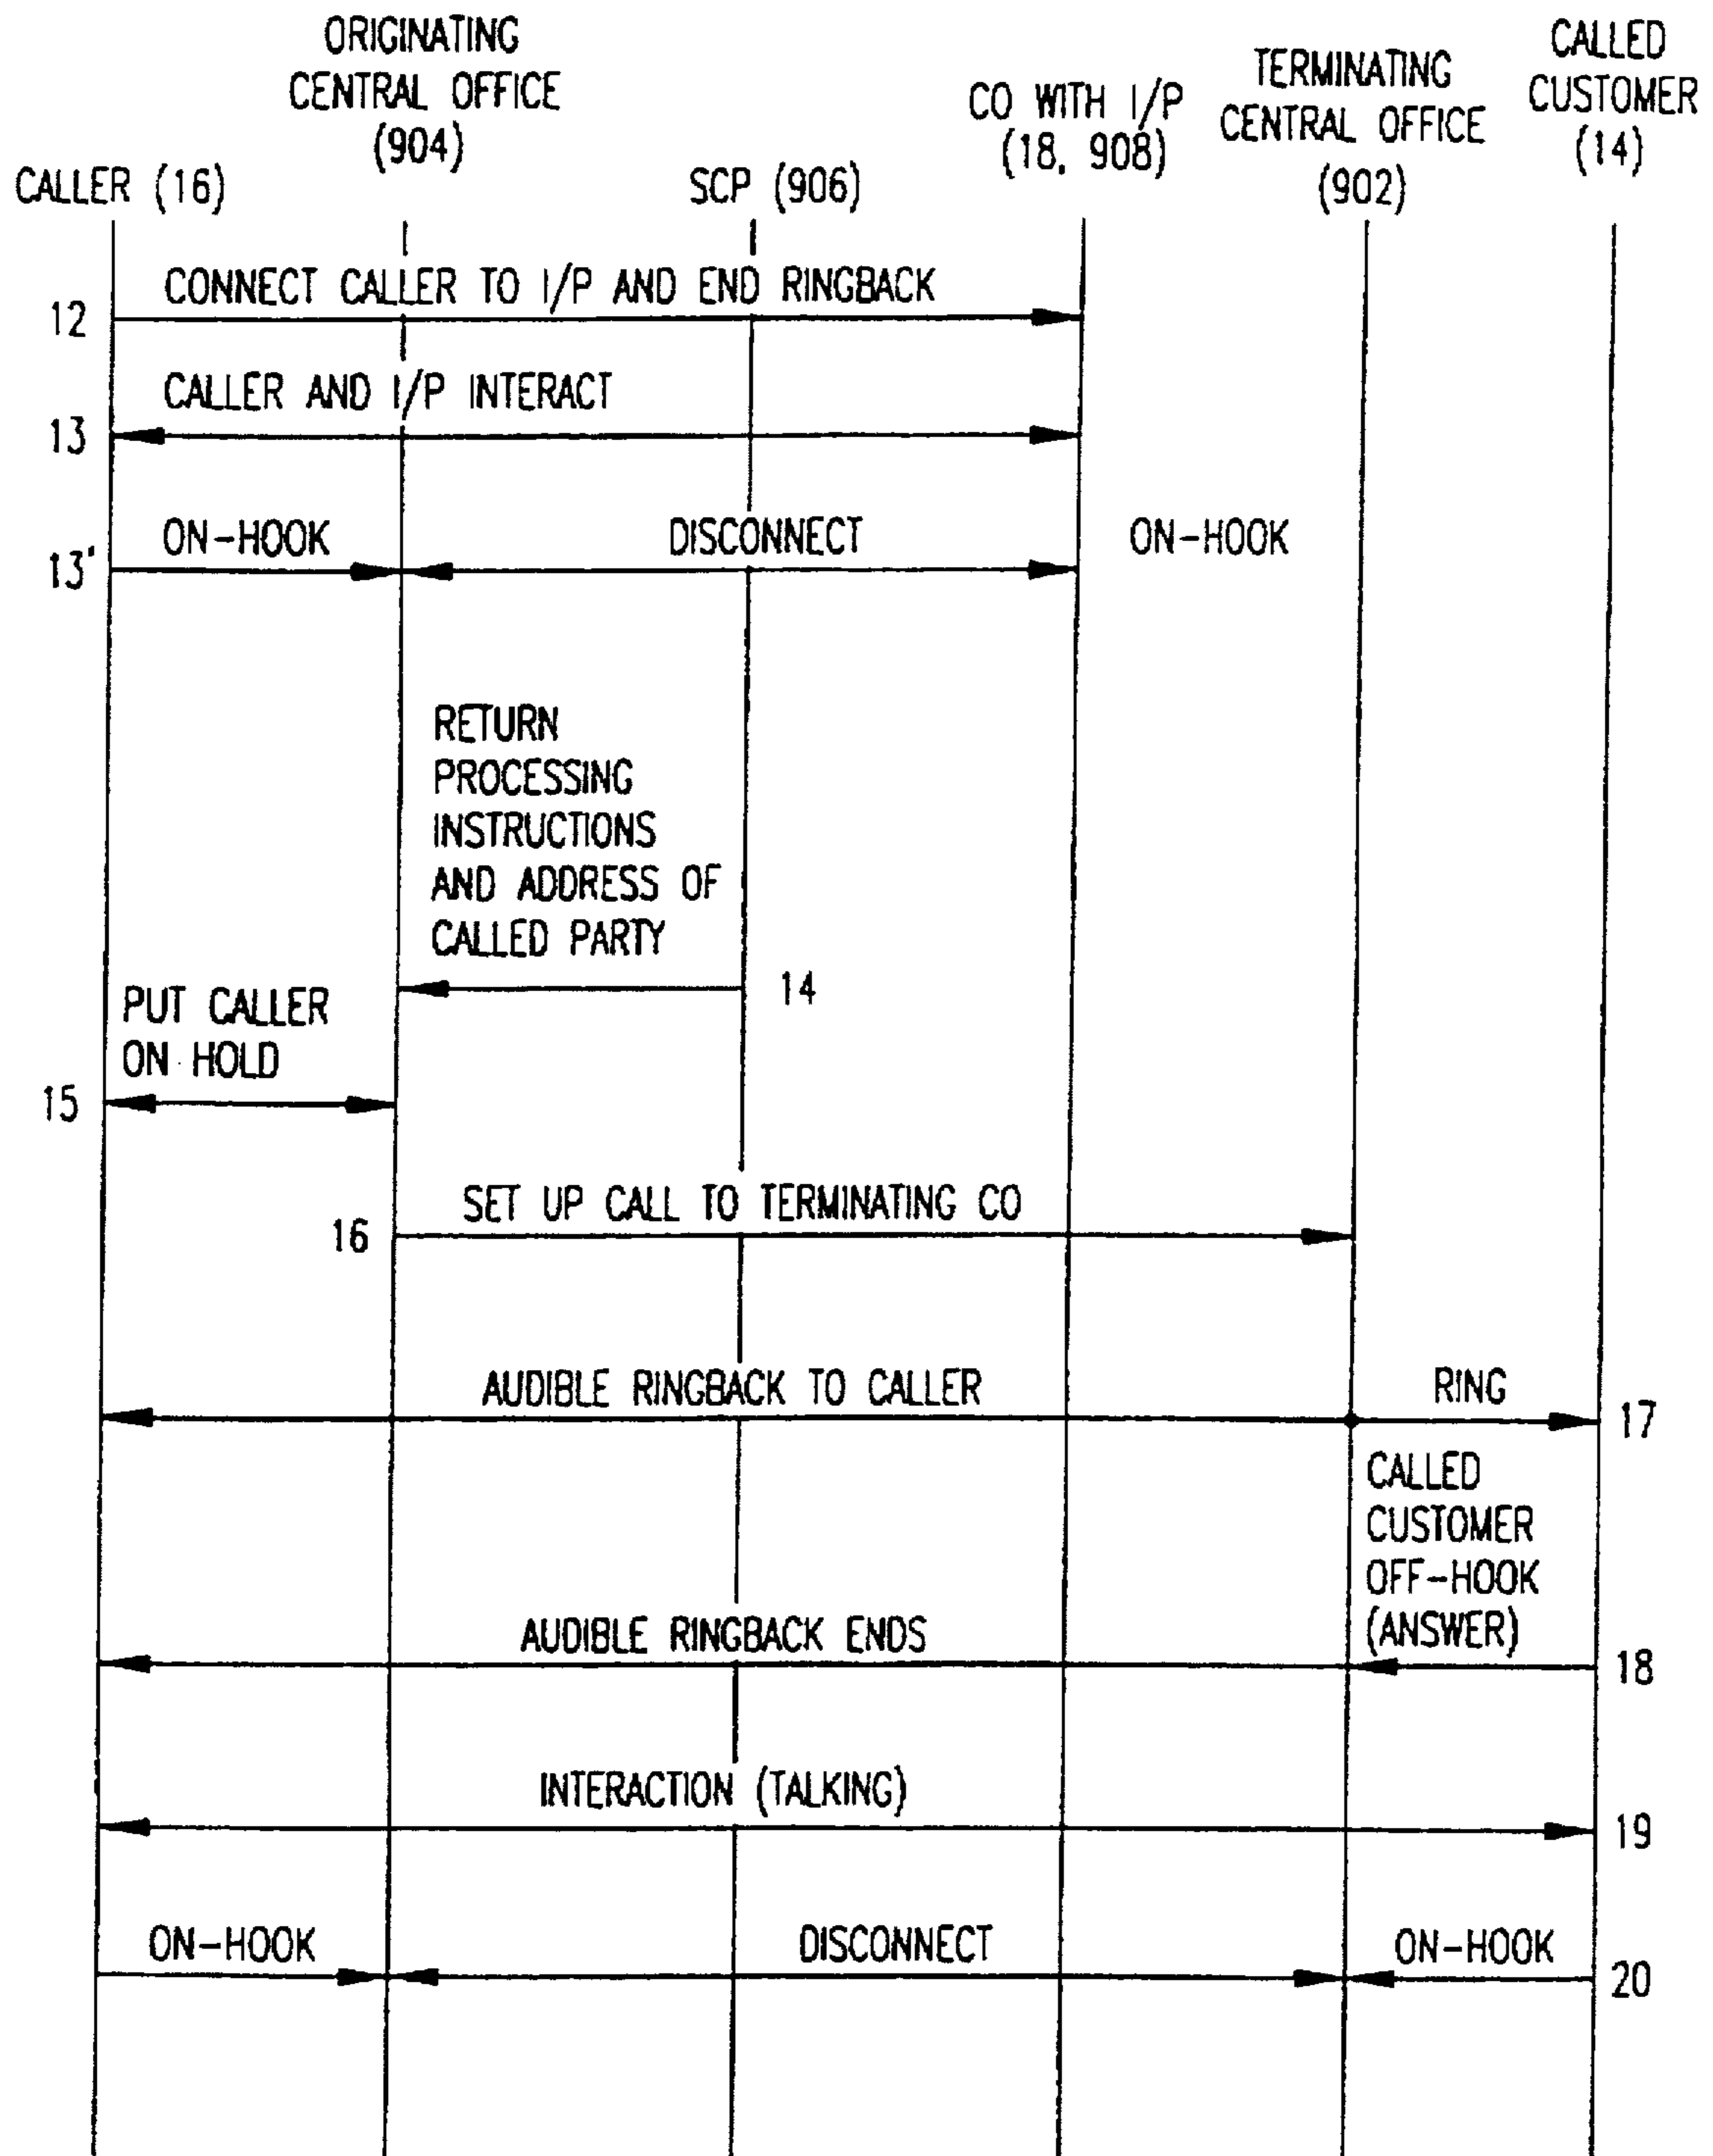 ORIGINATING
CENTRAL OFFICE
(904)
CALLED
CUSTOMER
(14)
TERMINATING
CENTRAL OFFICE
(902)
CO WITH I/P
(18, 908)
CALLER (16)
SCP (906)
CONNECT CALLER TO I/P AND END RINGBACK
12
CALLER AND I/P INTERACT
13
ON-HOOK
DISCONNECT
ON-HOOK
13'
RETURN
PROCESSING
INSTRUCTIONS
AND ADDRESS OF
CALLED PARTY
14
PUT CALLER
ON HOLD
15
SET UP CALL TO TERMINATING CO
16
AUDIBLE RINGBACK TO CALLER
RING
17
CALLED
CUSTOMER
OFF-HOOK
(ANSWER)
AUDIBLE RINGBACK ENDS
18
INTERACTION (TALKING)
19
ON-HOOK
DISCONNECT
ON-HOOK
20